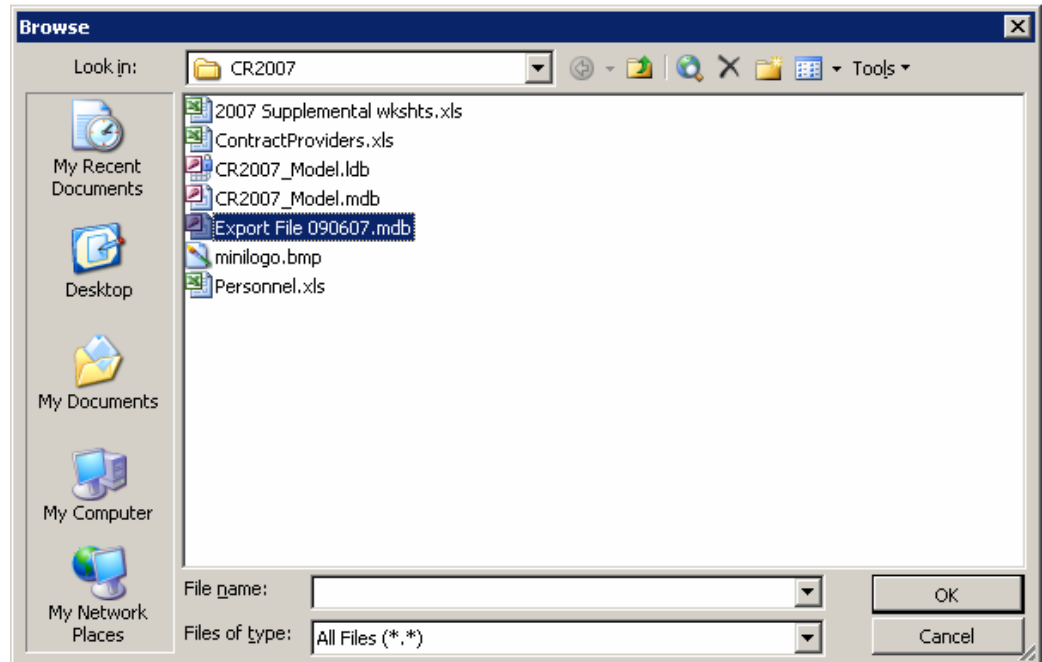 Browse
Look in:
CR2007
Tools
My Recent
Documents
Desktop
My Documents
My Computer
My Network
Places
2007 Supplemental wkshts.xls
ContractProviders.xls
CR2007_Model.ldb
CR2007_Model.mdb
Export File 090607.mdb
minilogo.bmp
Personnel.xls
File name:
OK
Files of type:
All Files (*.*)
Cancel